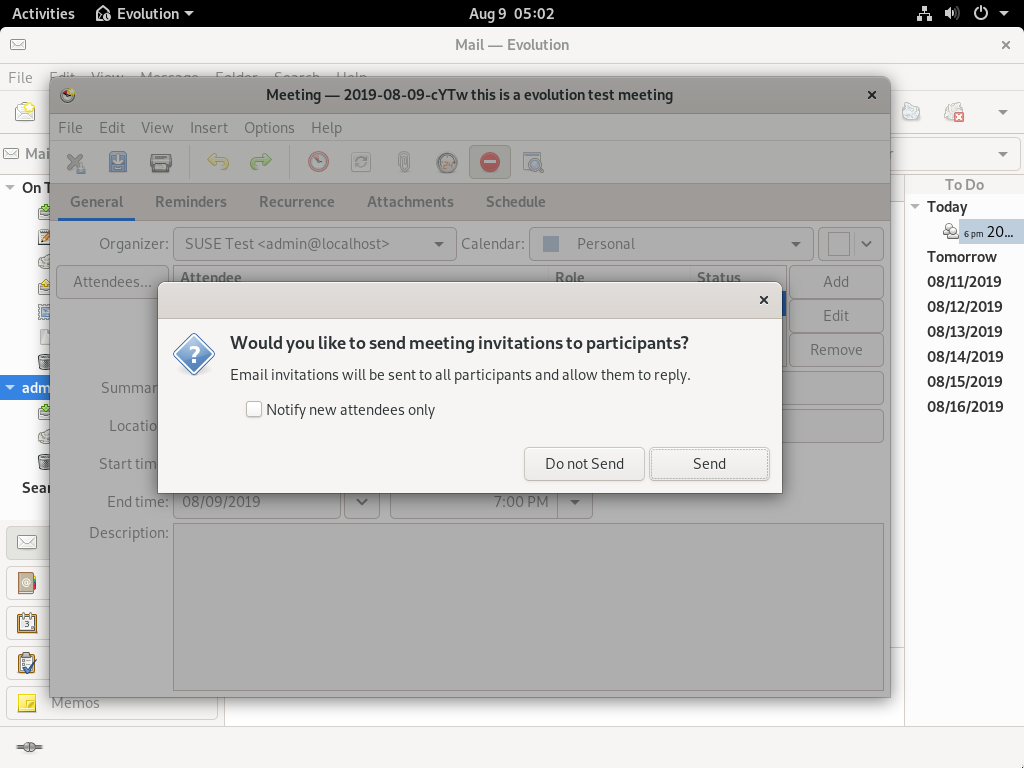 Activities Evolution Aug 9 05:02
Mail — Evolution
File Edit View Message Folder Search Help
Meeting — 2019-08-09-cYTw this is a evolution test meeting
File Edit View Insert Options Help
General Reminders Recurrence Attachments Schedule
Organizer: SUSE Test <admin@localhost> Calendar: Personal
Attendees... Attendee Role Status Add
Edit
Remove
Would you like to send meeting invitations to participants?
Email invitations will be sent to all participants and allow them to reply.
Notify new attendees only
Do not Send Send
Summar
Locatio
Start tim
End time: 08/09/2019 7:00 PM
Description:
Mai
On T
adm
Sear
Memos
To Do
Today
6 pm 20...
Tomorrow
08/11/2019
08/12/2019
08/13/2019
08/14/2019
08/15/2019
08/16/2019